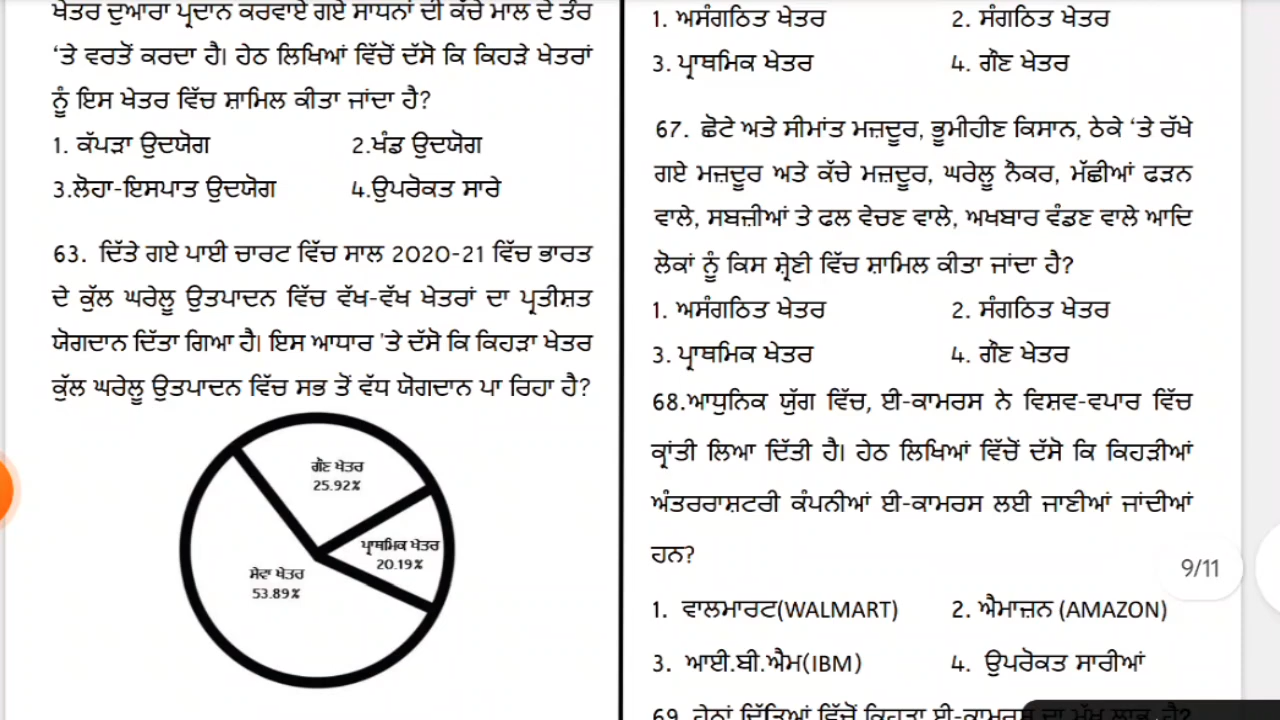 ਖੇਤਰ ਦੁਆਰਾ ਪ੍ਰਦਾਨ ਕਰਵਾਏ ਗਏ ਸਾਧਨਾਂ ਦੀ ਕੱਚੇ ਮਾਲ ਦੇ ਤੌਰ
‘ਤੇ ਵਰਤੋਂ ਕਰਦਾ ਹੈ। ਹੇਠ ਲਿਖਿਆਂ ਵਿੱਚੋਂ ਦੱਸੋ ਕਿ ਕਿਹੜੇ ਖੇਤਰਾਂ
ਨੂੰ ਇਸ ਖੇਤਰ ਵਿੱਚ ਸ਼ਾਮਿਲ ਕੀਤਾ ਜਾਂਦਾ ਹੈ?
1. ਕੱਪੜਾ ਉਦਯੋਗ 2.ਖੰਡ ਉਦਯੋਗ
3.ਲੋਹਾ-ਇਸਪਾਤ ਉਦਯੋਗ 4.ਉਪਰੋਕਤ ਸਾਰੇ
63. ਦਿੱਤੇ ਗਏ ਪਾਈ ਚਾਰਟ ਵਿੱਚ ਸਾਲ 2020-21 ਵਿੱਚ ਭਾਰਤ
ਦੇ ਕੁੱਲ ਘਰੇਲੂ ਉਤਪਾਦਨ ਵਿੱਚ ਵੱਖ-ਵੱਖ ਖੇਤਰਾਂ ਦਾ ਪ੍ਰਤੀਸ਼ਤ
ਯੋਗਦਾਨ ਦਿੱਤਾ ਗਿਆ ਹੈ। ਇਸ ਆਧਾਰ 'ਤੇ ਦੱਸੋ ਕਿ ਕਿਹੜਾ ਖੇਤਰ
ਕੁੱਲ ਘਰੇਲੂ ਉਤਪਾਦਨ ਵਿੱਚ ਸਭ ਤੋਂ ਵੱਧ ਯੋਗਦਾਨ ਪਾ ਰਿਹਾ ਹੈ?
ਗੌਣ ਖੇਤਰ
25.92%
ਪ੍ਰਾਥਮਿਕ ਖੇਤਰ
20.19%
ਸੇਵਾ ਖੇਤਰ
53.89%
1. ਅਸੰਗਠਿਤ ਖੇਤਰ 2. ਸੰਗਠਿਤ ਖੇਤਰ
3. ਪ੍ਰਾਥਮਿਕ ਖੇਤਰ 4. ਗੌਣ ਖੇਤਰ
67. ਛੋਟੇ ਅਤੇ ਸੀਮਾਂਤ ਮਜ਼ਦੂਰ, ਭੂਮੀਹੀਣ ਕਿਸਾਨ, ਠੇਕੇ ‘ਤੇ ਰੱਖੇ
ਗਏ ਮਜ਼ਦੂਰ ਅਤੇ ਕੱਚੇ ਮਜ਼ਦੂਰ, ਘਰੇਲੂ ਨੌਕਰ, ਮੱਛੀਆਂ ਫੜਨ
ਵਾਲੇ, ਸਬਜ਼ੀਆਂ ਤੇ ਫਲ ਵੇਚਣ ਵਾਲੇ, ਅਖਬਾਰ ਵੰਡਣ ਵਾਲੇ ਆਦਿ
ਲੋਕਾਂ ਨੂੰ ਕਿਸ ਸ਼੍ਰੇਣੀ ਵਿੱਚ ਸ਼ਾਮਿਲ ਕੀਤਾ ਜਾਂਦਾ ਹੈ?
1. ਅਸੰਗਠਿਤ ਖੇਤਰ 2. ਸੰਗਠਿਤ ਖੇਤਰ
3. ਪ੍ਰਾਥਮਿਕ ਖੇਤਰ 4. ਗੌਣ ਖੇਤਰ
68.ਆਧੁਨਿਕ ਯੁੱਗ ਵਿੱਚ, ਈ-ਕਾਮਰਸ ਨੇ ਵਿਸ਼ਵ-ਵਪਾਰ ਵਿੱਚ
ਕ੍ਰਾਂਤੀ ਲਿਆ ਦਿੱਤੀ ਹੈ। ਹੇਠ ਲਿਖਿਆਂ ਵਿੱਚੋਂ ਦੱਸੋ ਕਿ ਕਿਹੜੀਆਂ
ਅੰਤਰਰਾਸ਼ਟਰੀ ਕੰਪਨੀਆਂ ਈ-ਕਾਮਰਸ ਲਈ ਜਾਣੀਆਂ ਜਾਂਦੀਆਂ
ਹਨ?
9/11
1. ਵਾਲਮਾਰਟ(WALMART) 2. ਐਮਾਜ਼ਨ (AMAZON)
3. ਆਈ.ਬੀ.ਐਮ(IBM) 4. ਉਪਰੋਕਤ ਸਾਰੀਆਂ
69. ਹੇਠਾਂ ਦਿੱਤਿਆਂ ਵਿੱਚੋਂ ਕਿਹੜਾ ਈ-ਕਾਮਰਸ ਦਾ ਮੁੱਖ ਲਾਭ ਹੈ?